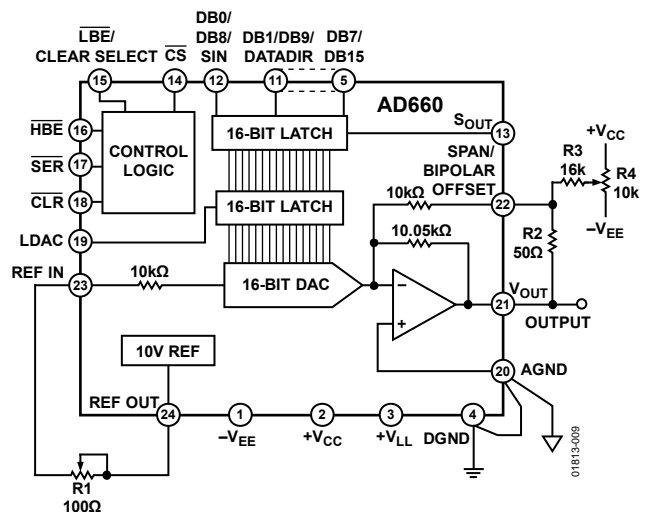 LBE/
CLEAR SELECT
CS
DB0/
DB8/
SIN
DB1/DB9/
DATADIR
DB7/
DB15
15
14
12
11
5
AD660
HBE
16
SER
17
CLR
18
LDAC
19
REF IN
23
CONTROL
LOGIC
16-BIT LATCH
16-BIT LATCH
10kΩ
16-BIT DAC
SOUT
13
SPAN/
BIPOLAR
OFFSET
10kΩ
22
10.05kΩ
R3
16k
+VCC
R4
10k
−VEE
R2
50Ω
−
+
VOUT
21
OUTPUT
10V REF
20
AGND
REF OUT
24
1
−VEE
2
+VCC
3
+VLL
4
DGND
R1
100Ω
01813-009